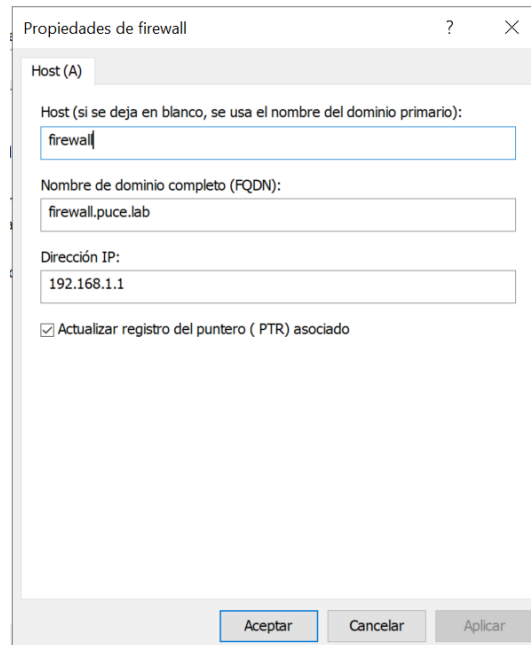 Propiedades de firewall ? ×
Host (A)
Host (si se deja en blanco, se usa el nombre del dominio primario):
firewall
Nombre de dominio completo (FQDN):
firewall.puce.lab
Dirección IP:
192.168.1.1
Actualizar registro del puntero ( PTR) asociado
Aceptar Cancelar Aplicar